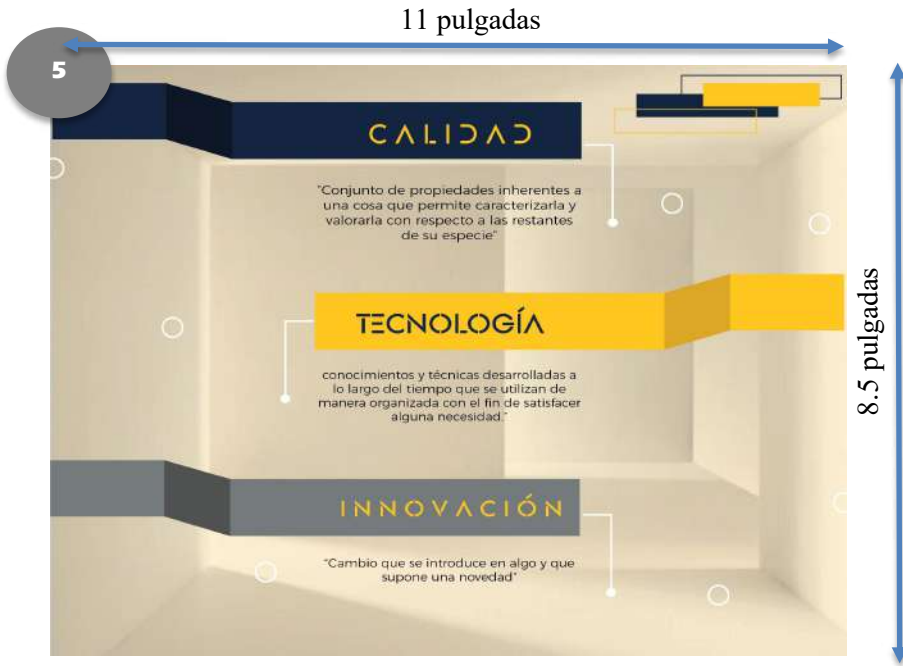 11 pulgadas
5
CALIDAD
"Conjunto de propiedades inherentes a
una cosa que permite caracterizarla y
valorarla con respecto a las restantes
de su especie"
TECNOLOGÍA
conocimientos y técnicas desarrolladas a
lo largo del tiempo que se utilizan de
manera organizada con el fin de satisfacer
alguna necesidad."
INNOVACIÓN
"Cambio que se introduce en algo y que
supone una novedad"
8.5 pulgadas